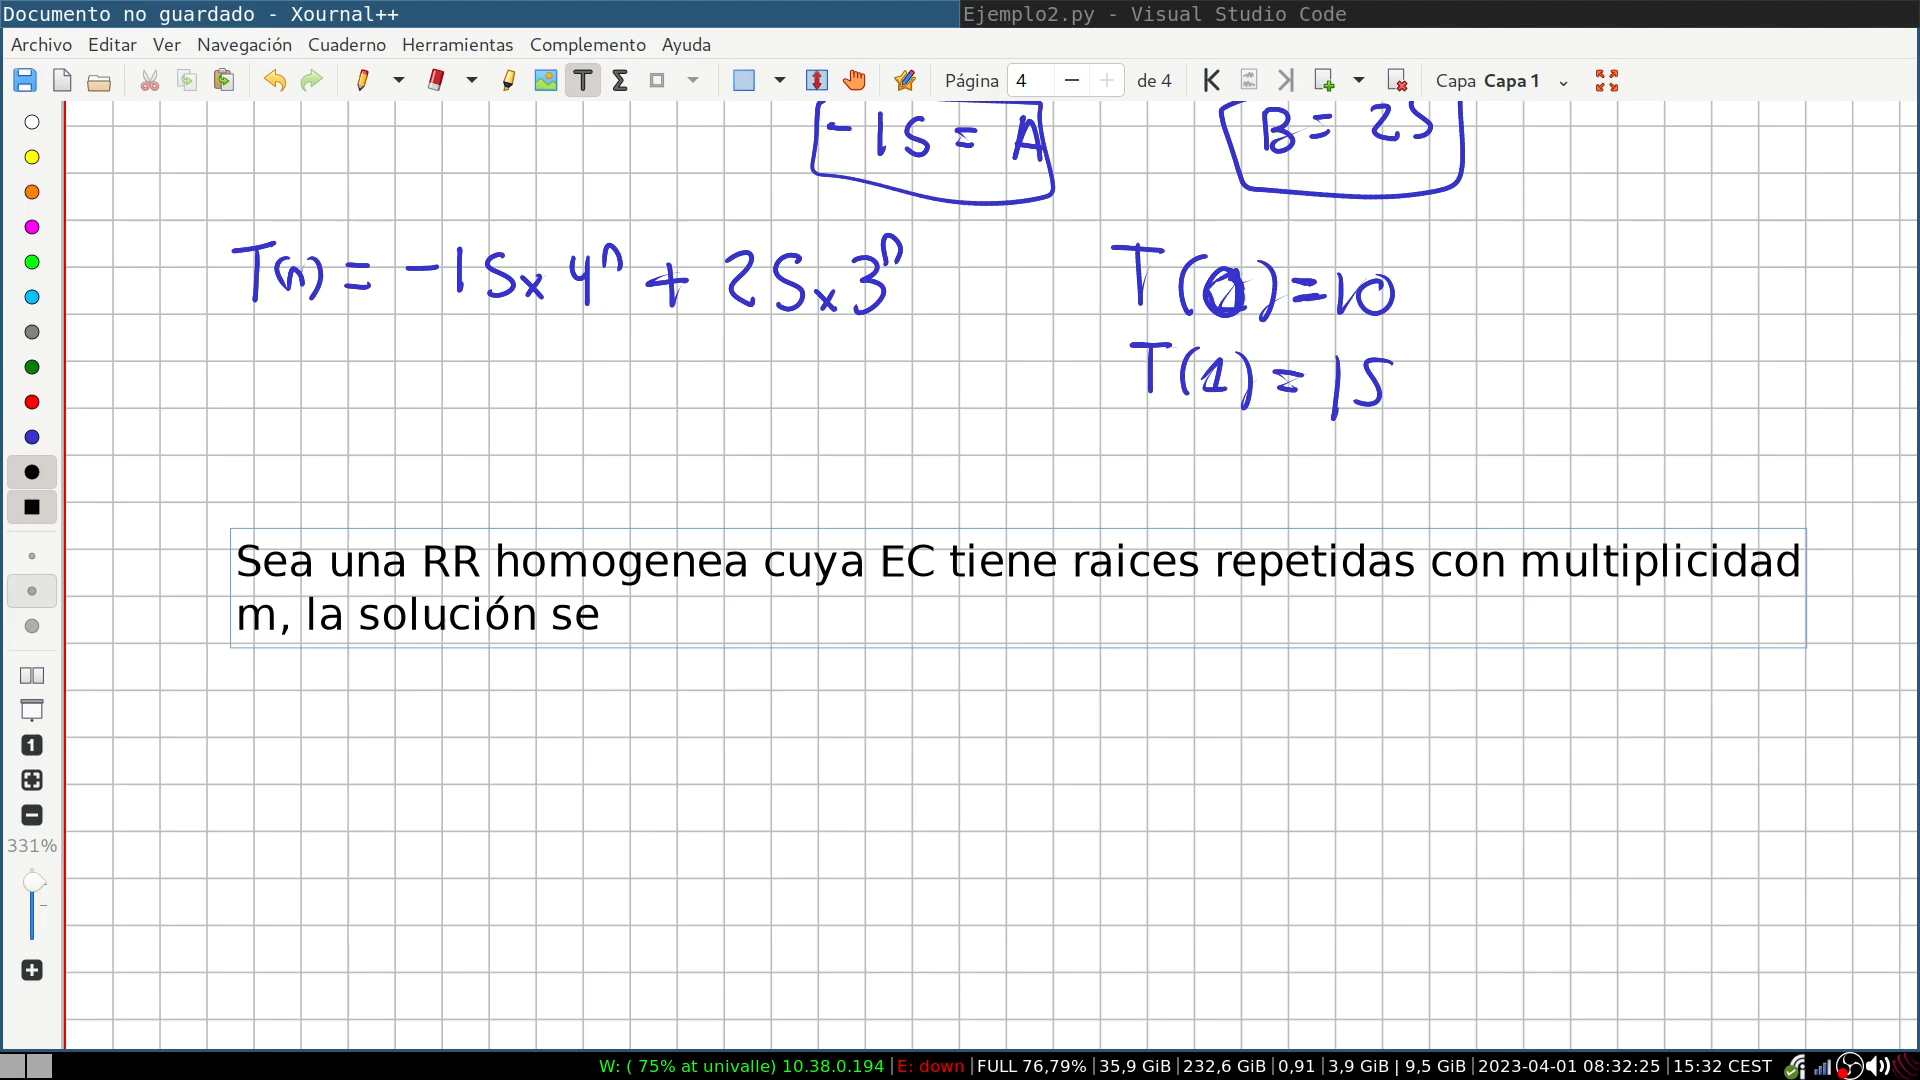 Documento no guardado - Xournal++
Ejemplo2.py - Visual Studio Code
Archivo Editar Ver Navegación Cuaderno Herramientas Complemento Ayuda
Página 4 de 4 Capa Capa 1
-15 = A
B = 25
T(n) = -15x4ⁿ + 25x3ⁿ
T(0)=10
T(1) = 15
Sea una RR homogenea cuya EC tiene raices repetidas con multiplicidad
m, la solución se
331%
W: ( 75% at univalle) 10.38.0.194 |E: down|FULL 76,79%|35,9 GiB|232,6 GiB|0,91|3,9 GiB | 9,5 GiB|2023-04-01 08:32:25|15:32 CEST